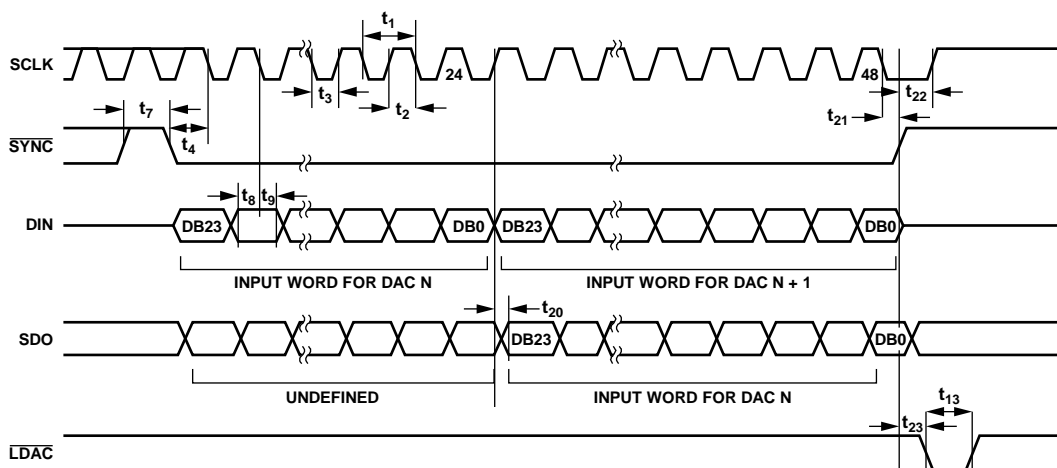 t1
SCLK
24
48
t3
t2
t22
t7
t21
t4
SYNC
t8 t9
DIN
DB23
DB0
DB23
DB0
INPUT WORD FOR DAC N
INPUT WORD FOR DAC N + 1
t20
SDO
DB23
DB0
UNDEFINED
INPUT WORD FOR DAC N
t13
t23
LDAC